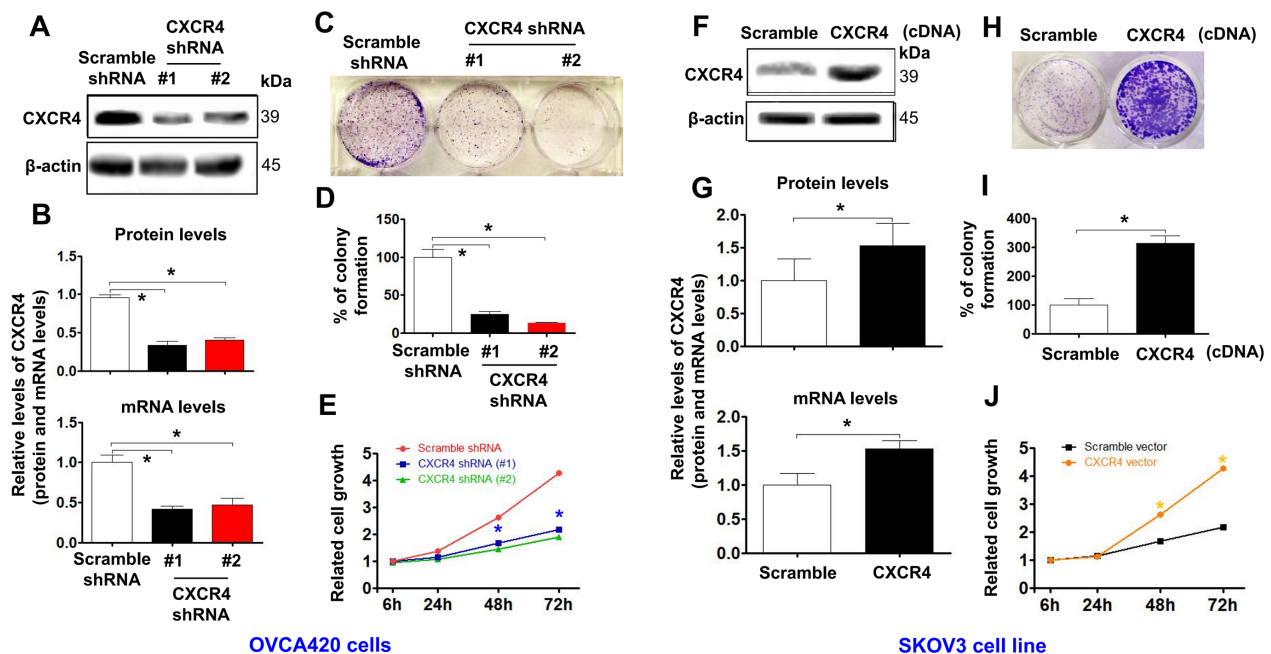 A
CXCR4
shRNA
Scramble
shRNA #1 #2 kDa
CXCR4 39
β-actin 45
B
Protein levels
1.5
1.0
0.5
0.0
*
*
mRNA levels
1.5
1.0
0.5
0.0
*
*
Relative levels of CXCR4
(protein and mRNA levels)
Scramble
shRNA
#1 #2
CXCR4
shRNA
C
Scramble
shRNA
CXCR4 shRNA
#1 #2
D
% of colony
formation
150
100
50
0
*
*
Scramble
shRNA
#1 #2
CXCR4
shRNA
E
Related cell growth
5
4
3
2
1
0
Scramble shRNA
CXCR4 shRNA (#1)
CXCR4 shRNA (#2)
*
*
6h 24h 48h 72h
OVCA420 cells
F
Scramble CXCR4 (cDNA)
kDa
CXCR4 39
β-actin 45
G
Protein levels
2.0
1.5
1.0
0.5
0.0
*
mRNA levels
2.0
1.5
1.0
0.5
0.0
*
Relative levels of CXCR4
(protein and mRNA levels)
Scramble CXCR4
H
Scramble CXCR4 (cDNA)
I
% of colony
formation
400
300
200
100
0
*
Scramble CXCR4 (cDNA)
J
Related cell growth
5
4
3
2
1
0
Scramble vector
CXCR4 vector
*
*
6h 24h 48h 72h
SKOV3 cell line